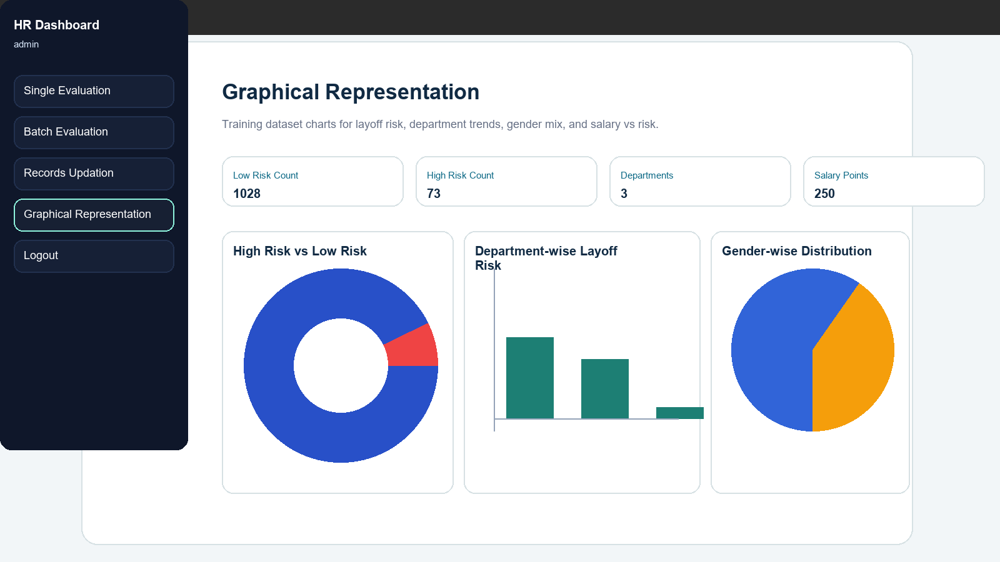 HR Dashboard
admin
Single Evaluation
Batch Evaluation
Records Updation
Graphical Representation
Logout
Graphical Representation
Training dataset charts for layoff risk, department trends, gender mix, and salary vs risk.
Low Risk Count
1028
High Risk Count
73
Departments
3
Salary Points
250
High Risk vs Low Risk
Department-wise Layoff
Risk
Gender-wise Distribution